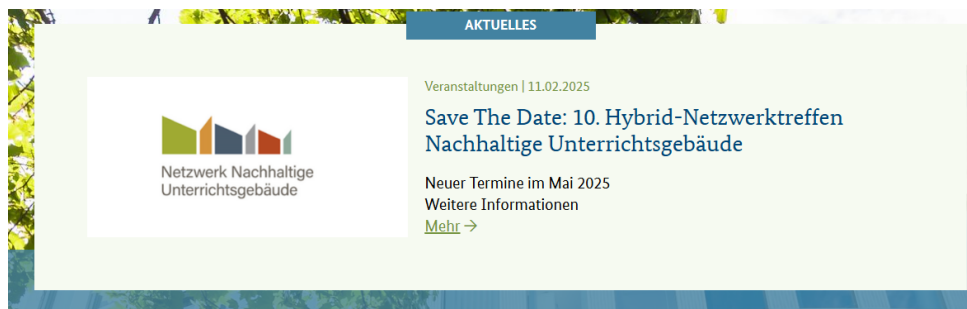 AKTUELLES
Netzwerk Nachhaltige
Unterrichtsgebäude
Veranstaltungen | 11.02.2025
Save The Date: 10. Hybrid-Netzwerktreffen
Nachhaltige Unterrichtsgebäude
Neuer Termine im Mai 2025
Weitere Informationen
Mehr →